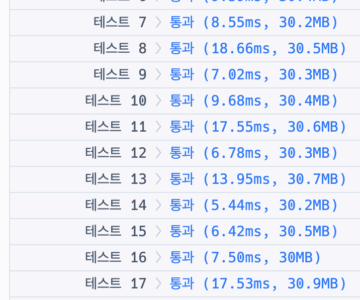 테스트 7 〉 통과 (8.55ms, 30.2MB)
테스트 8 〉 통과 (18.66ms, 30.5MB)
테스트 9 〉 통과 (7.02ms, 30.3MB)
테스트 10 〉 통과 (9.68ms, 30.4MB)
테스트 11 〉 통과 (17.55ms, 30.6MB)
테스트 12 〉 통과 (6.78ms, 30.3MB)
테스트 13 〉 통과 (13.95ms, 30.7MB)
테스트 14 〉 통과 (5.44ms, 30.2MB)
테스트 15 〉 통과 (6.42ms, 30.5MB)
테스트 16 〉 통과 (7.50ms, 30MB)
테스트 17 〉 통과 (17.53ms, 30.9MB)